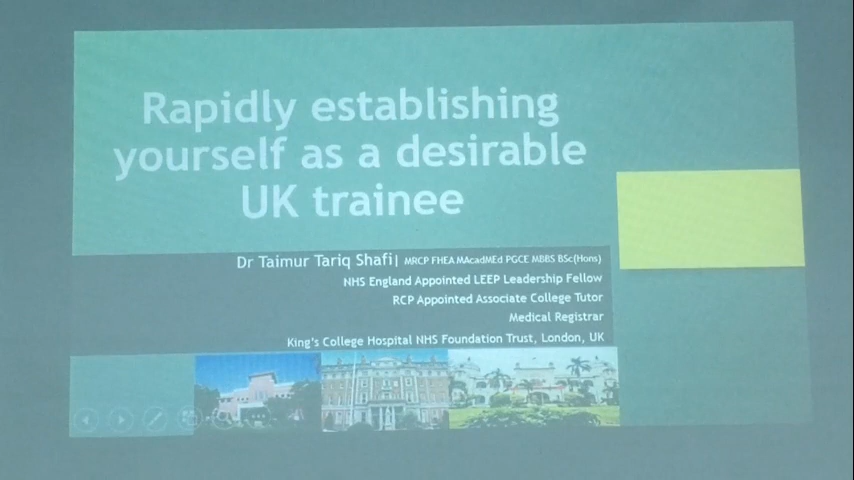 Rapidly establishing
yourself as a desirable
UK trainee
Dr Taimur Tariq Shafi| MRCP FHEA MAcadMEd PGCE MBBS BSc(Hons)
NHS England Appointed LEEP Leadership Fellow
RCP Appointed Associate College Tutor
Medical Registrar
King's College Hospital NHS Foundation Trust, London, UK